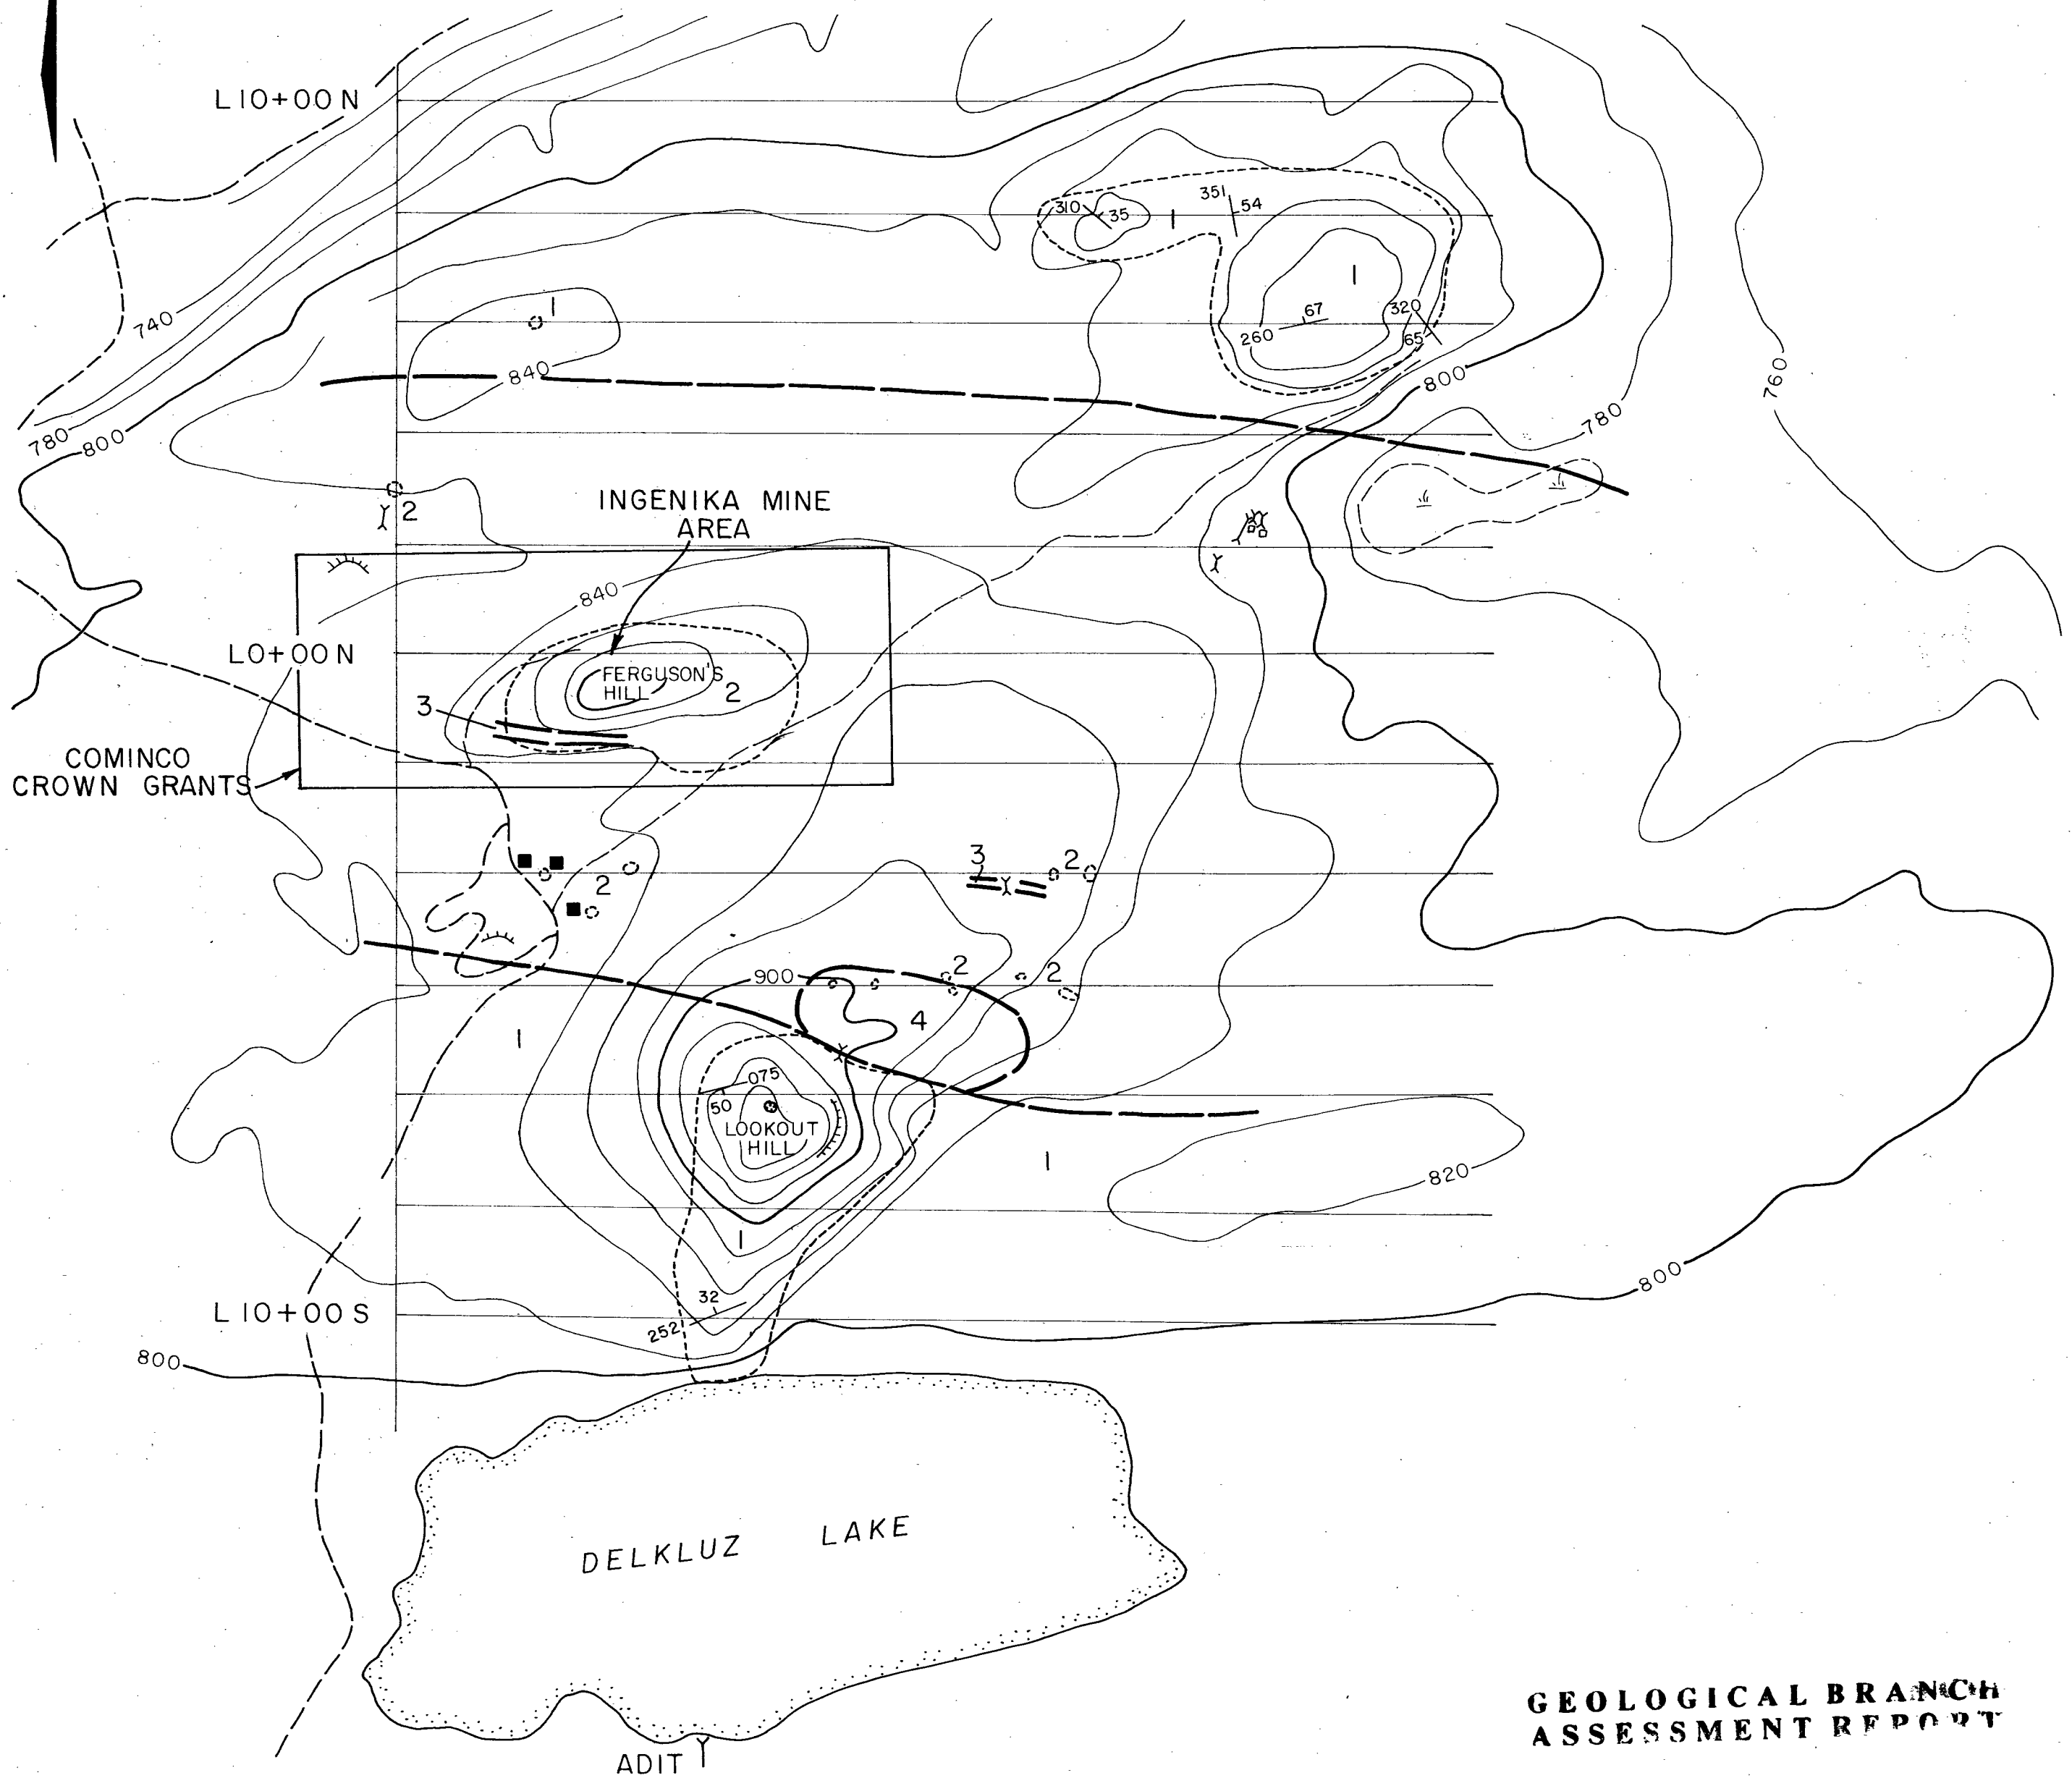 L10+00N
351
310
35
1
54
1
1
67
320
740
260
65
840
800
760
780
780
800
2
INGENIKA MINE
AREA
840
L0+00N
FERGUSON'S
HILL
2
3
COMINCO
CROWN GRANTS
3
2
2
900
2
2
4
1
075
50
LOOKOUT
HILL
1
820
1
800
32
L10+00S
252
800
DELKLUZ LAKE
GEOLOGICAL BRANCH
ASSESSMENT REPORT
ADIT